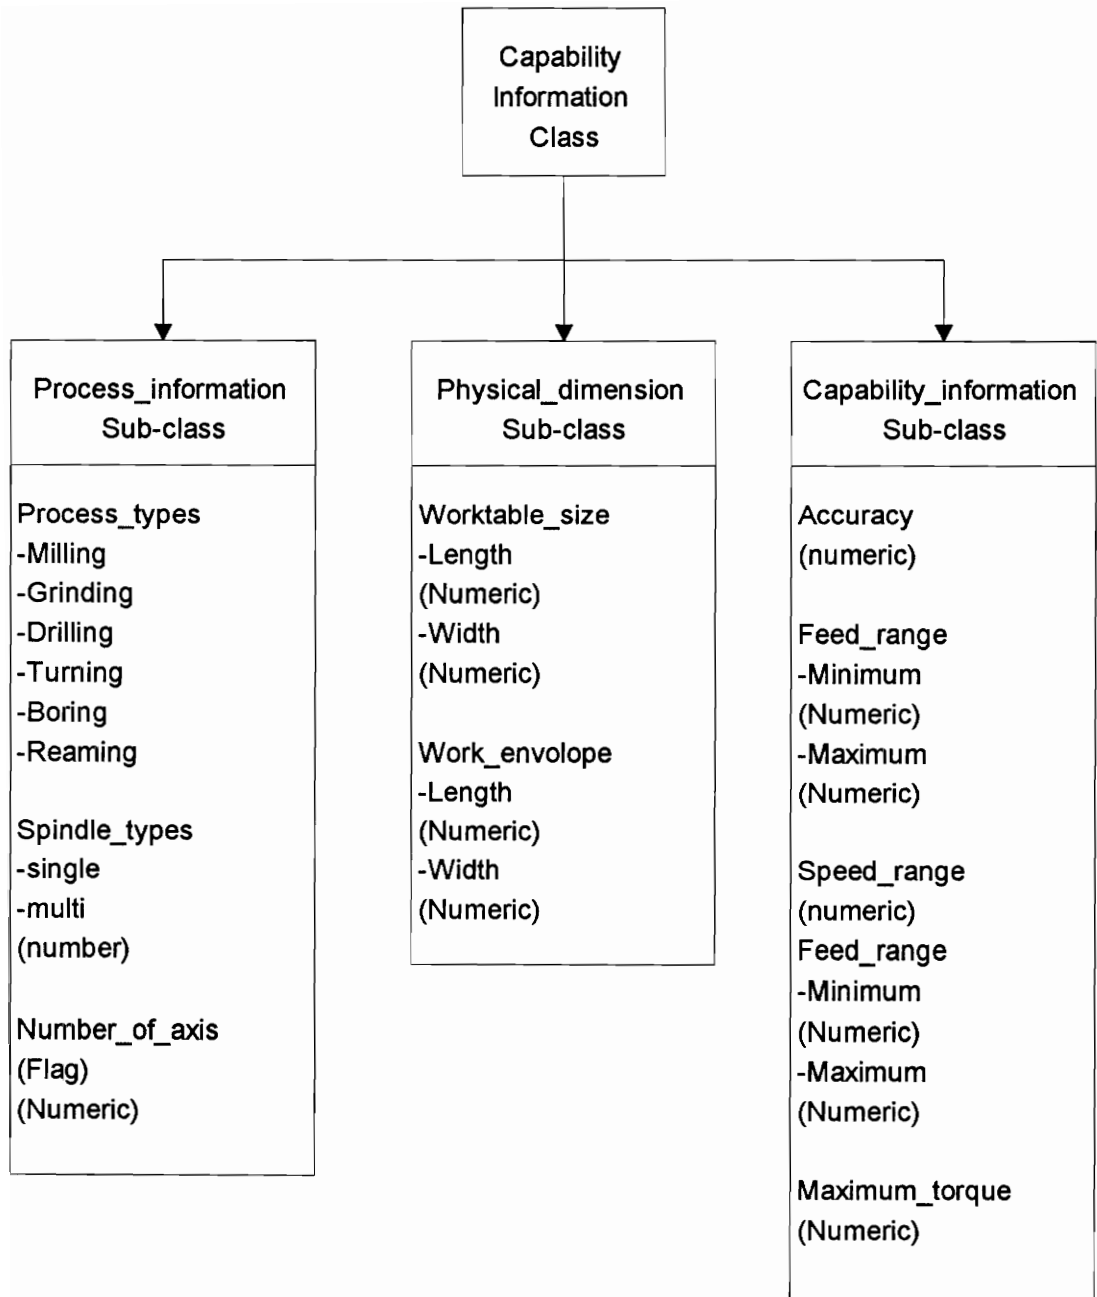 Capability
Information
Class
Process_information
Sub-class
Process_types
-Milling
-Grinding
-Drilling
-Turning
-Boring
-Reaming
Spindle_types
-single
-multi
(number)
Number_of_axis
(Flag)
(Numeric)
Physical_dimension
Sub-class
Worktable_size
-Length
(Numeric)
-Width
(Numeric)
Work_envolope
-Length
(Numeric)
-Width
(Numeric)
Capability_information
Sub-class
Accuracy
(numeric)
Feed_range
-Minimum
(Numeric)
-Maximum
(Numeric)
Speed_range
(numeric)
Feed_range
-Minimum
(Numeric)
-Maximum
(Numeric)
Maximum_torque
(Numeric)